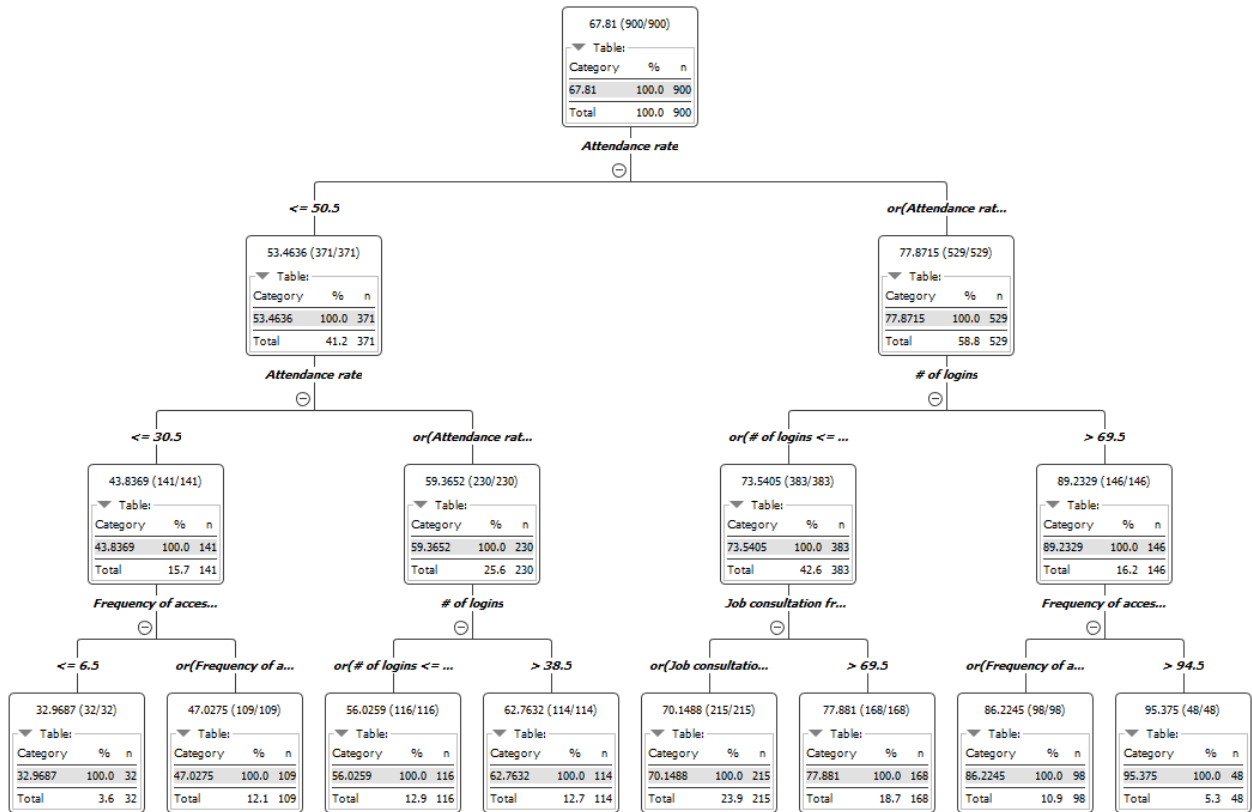 67.81 (900/900)
Table:
Category % n
67.81 100.0 900
Total 100.0 900
Attendance rate
<= 50.5
or(Attendance rat...
53.4636 (371/371)
Table:
Category % n
53.4636 100.0 371
Total 41.2 371
Attendance rate
77.8715 (529/529)
Table:
Category % n
77.8715 100.0 529
Total 58.8 529
# of logins
<= 30.5
or(Attendance rat...
or(# of logins <= ...
> 69.5
43.8369 (141/141)
Table:
Category % n
43.8369 100.0 141
Total 15.7 141
Frequency of acces...
59.3652 (230/230)
Table:
Category % n
59.3652 100.0 230
Total 25.6 230
# of logins
73.5405 (383/383)
Table:
Category % n
73.5405 100.0 383
Total 42.6 383
Job consultation fr...
89.2329 (146/146)
Table:
Category % n
89.2329 100.0 146
Total 16.2 146
Frequency of acces...
<= 6.5
or(Frequency of a...
or(# of logins <= ...
> 38.5
or(Job consultatio...
> 69.5
or(Frequency of a...
> 94.5
32.9687 (32/32)
Table:
Category % n
32.9687 100.0 32
Total 3.6 32
47.0275 (109/109)
Table:
Category % n
47.0275 100.0 109
Total 12.1 109
56.0259 (116/116)
Table:
Category % n
56.0259 100.0 116
Total 12.9 116
62.7632 (114/114)
Table:
Category % n
62.7632 100.0 114
Total 12.7 114
70.1488 (215/215)
Table:
Category % n
70.1488 100.0 215
Total 23.9 215
77.881 (168/168)
Table:
Category % n
77.881 100.0 168
Total 18.7 168
86.2245 (98/98)
Table:
Category % n
86.2245 100.0 98
Total 10.9 98
95.375 (48/48)
Table:
Category % n
95.375 100.0 48
Total 5.3 48